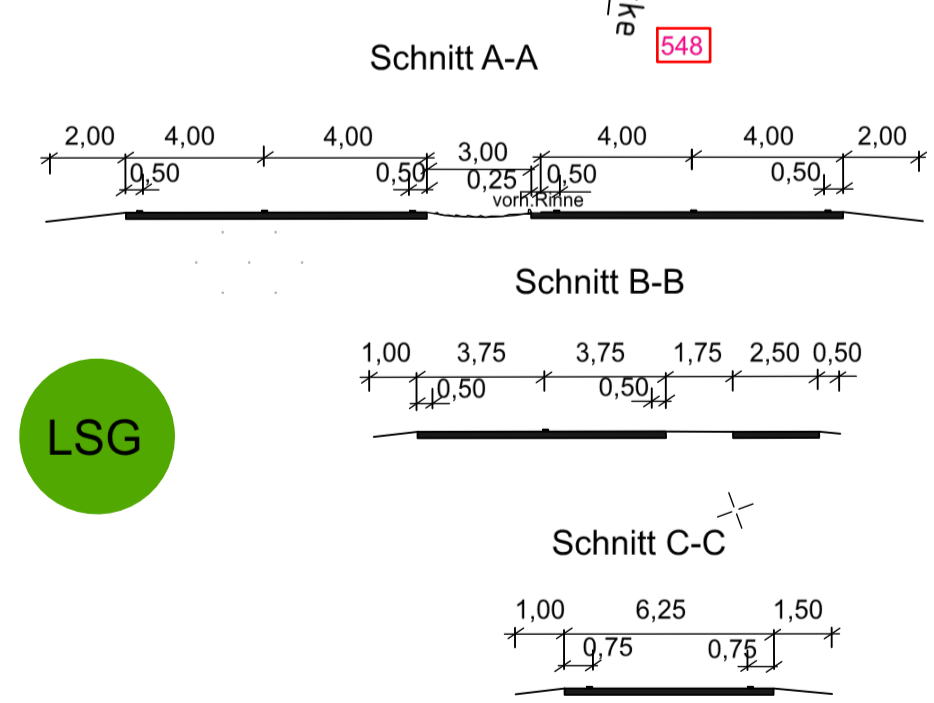 ke
548
Schnitt A-A
2,00 4,00 4,00 3,00 4,00 4,00 2,00
0,50 0,50 0,25 0,50 0,50
vorh.Rinne
Schnitt B-B
1,00 3,75 3,75 1,75 2,50 0,50
0,50 0,50
LSG
Schnitt C-C
1,00 6,25 1,50
0,75 0,75